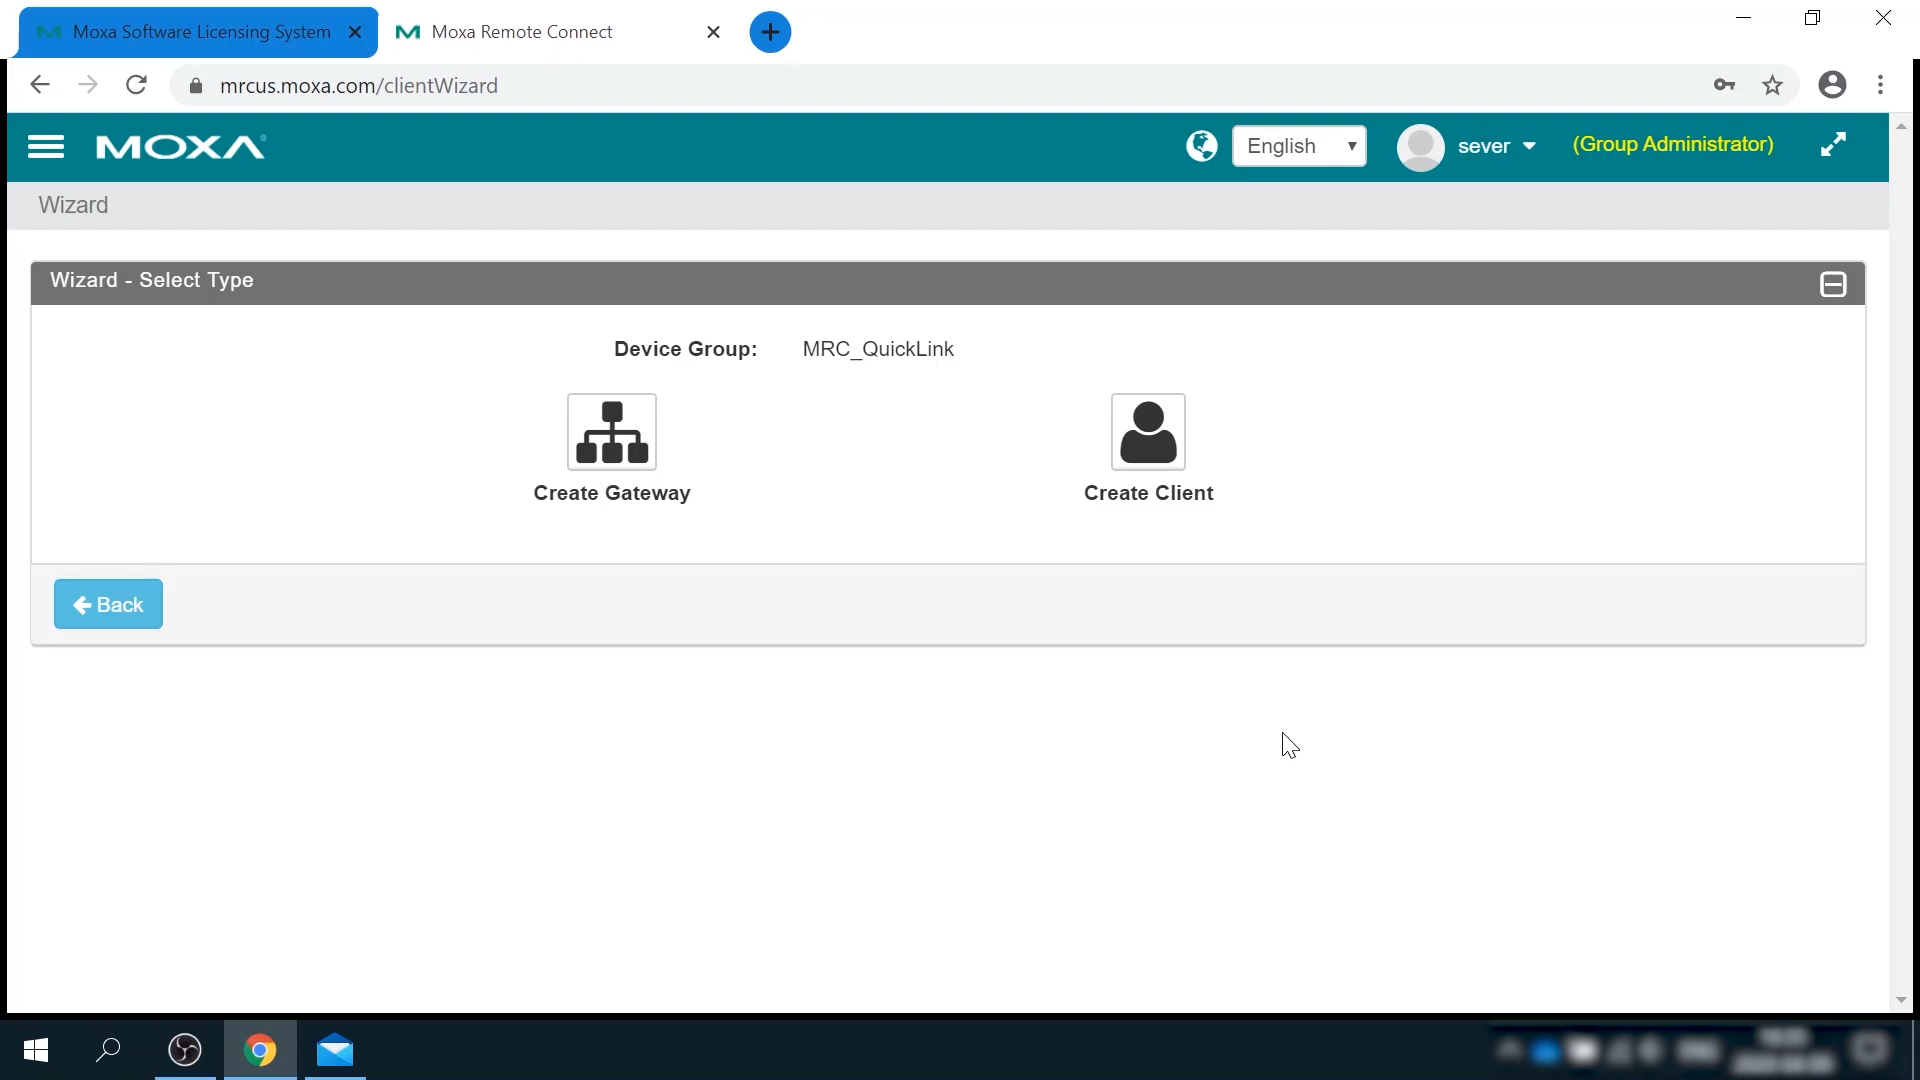 Moxa Software Licensing System
Moxa Remote Connect
mrcus.moxa.com/clientWizard
MOXA
English
sever
(Group Administrator)
Wizard
Wizard - Select Type
Device Group: MRC_QuickLink
Create Gateway
Create Client
Back